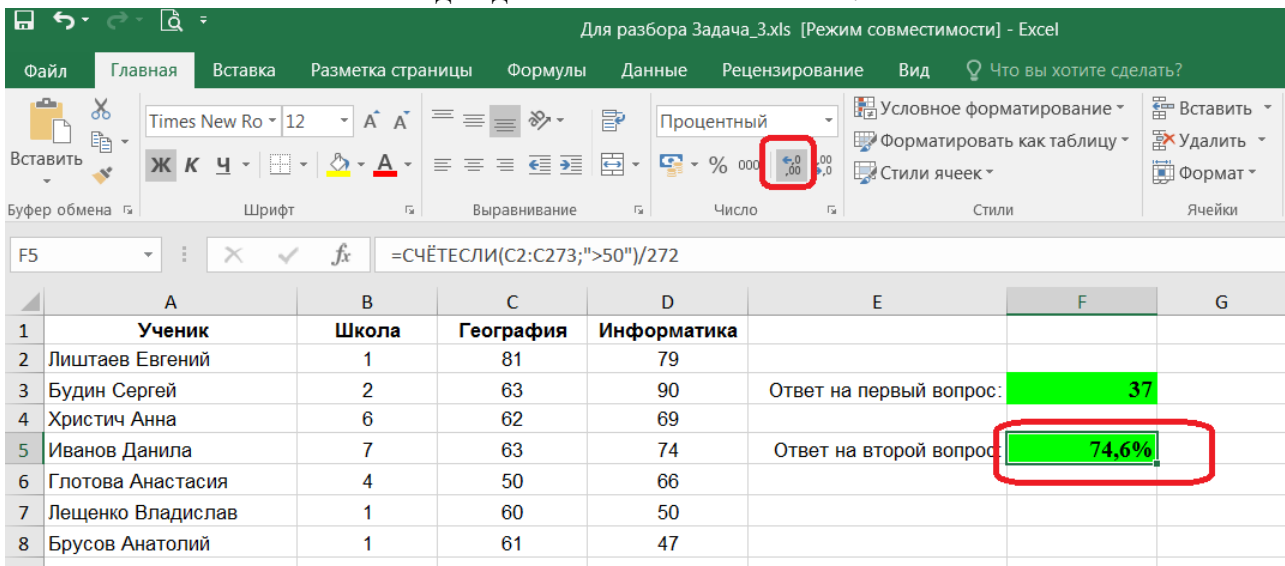 Для разбора Задача_3.xls [Режим совместимости] - Excel
Файл Главная Вставка Разметка страницы Формулы Данные Рецензирование Вид Что вы хотите сделать?
Вставить
Times New Ro 12 A A
Ж К Ч А
Процентный
% 000 ,0 ,00 ,00 ,0
Условное форматирование
Форматировать как таблицу
Стили ячеек
Вставить
Удалить
Формат
Буфер обмена Шрифт Выравнивание Число Стили Ячейки
F5 fx =СЧЁТЕСЛИ(C2:C273;">50")/272
A B C D E F G
1 Ученик Школа География Информатика
2 Лиштаев Евгений 1 81 79
3 Будин Сергей 2 63 90 Ответ на первый вопрос: 37
4 Христич Анна 6 62 69
5 Иванов Данила 7 63 74 Ответ на второй вопрос: 74,6%
6 Глотова Анастасия 4 50 66
7 Лещенко Владислав 1 60 50
8 Брусов Анатолий 1 61 47